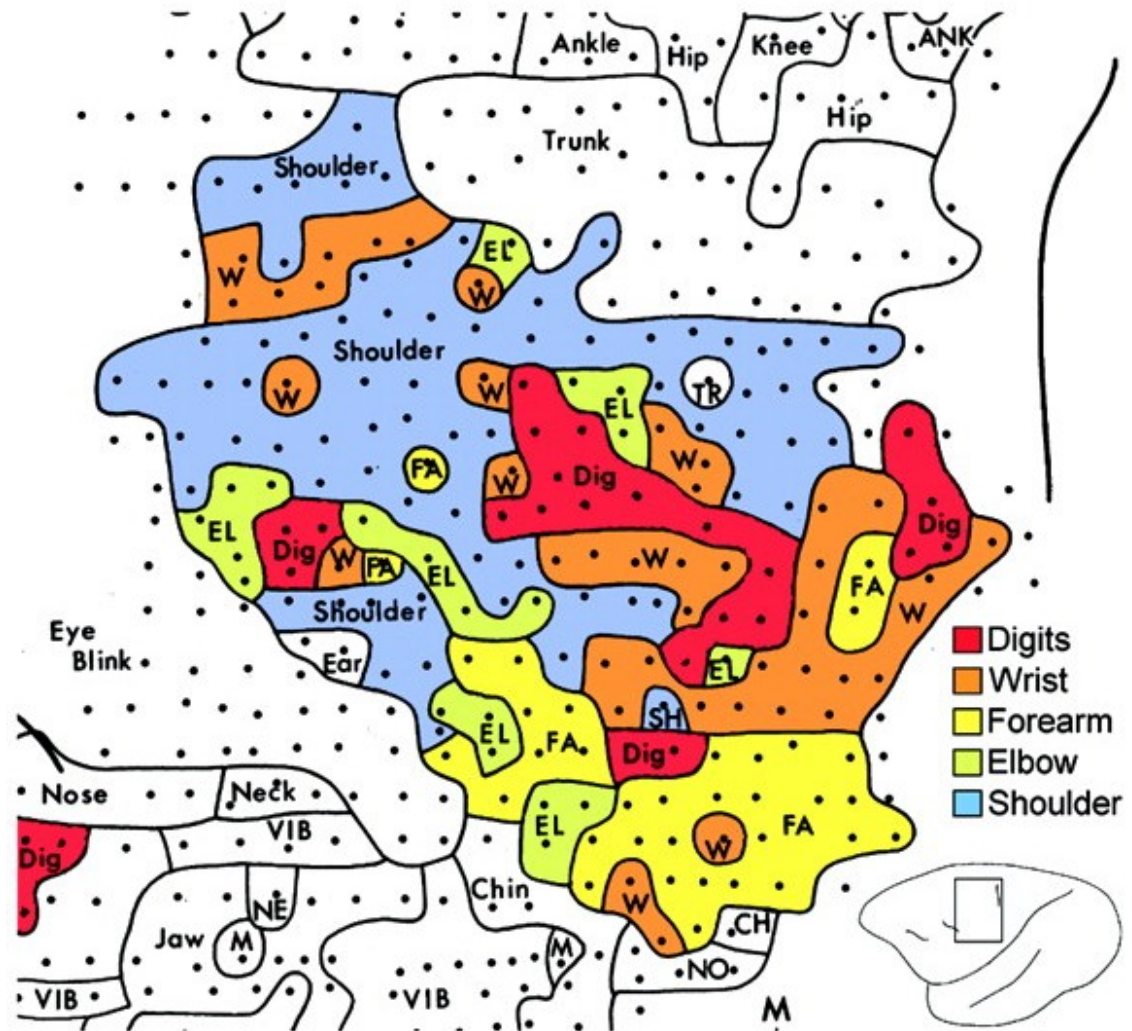 Ankle
Hip
Knee
ANK
Hip
Trunk
Shoulder
EL
W
W
Shoulder
W
W
TR
EL
W
FA
W
Dig
Dig
EL
Dig
W
FA
EL
W
FA
W
Shoulder
Eye
Blink
Ear
EL
SH
EL
FA
Dig
Digits
Wrist
Forearm
Elbow
Shoulder
Nose
Neck
VIB
EL
FA
W
Dig
Chin
W
NE
CH
Jaw
M
M
NO
VIB
VIB
M